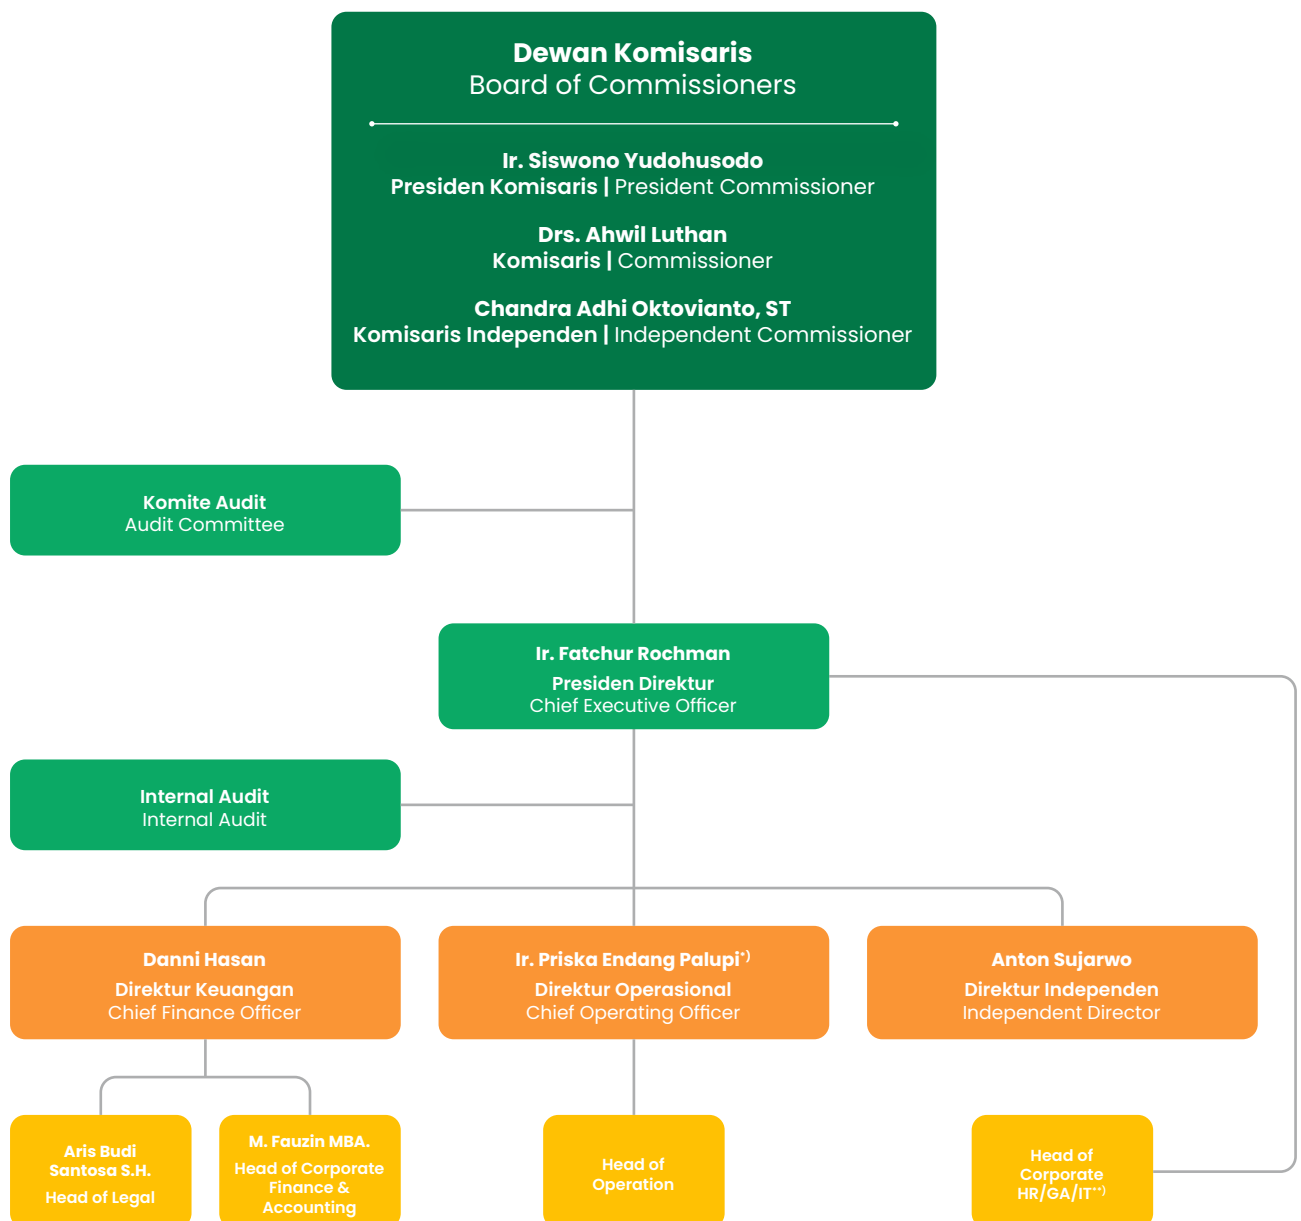 Dewan Komisaris
Board of Commissioners
Ir. Siswono Yudohusodo
Presiden Komisaris | President Commissioner
Drs. Ahwil Luthan
Komisaris | Commissioner
Chandra Adhi Oktovianto, ST
Komisaris Independen | Independent Commissioner
Komite Audit
Audit Committee
Ir. Fatchur Rochman
Presiden Direktur
Chief Executive Officer
Internal Audit
Internal Audit
Danni Hasan
Direktur Keuangan
Chief Finance Officer
Ir. Priska Endang Palupi*)
Direktur Operasional
Chief Operating Officer
Anton Sujarwo
Direktur Independen
Independent Director
Aris Budi
Santosa S.H.
Head of Legal
M. Fauzin MBA.
Head of Corporate
Finance &
Accounting
Head of
Operation
Head of
Corporate
HR/GA/IT**)